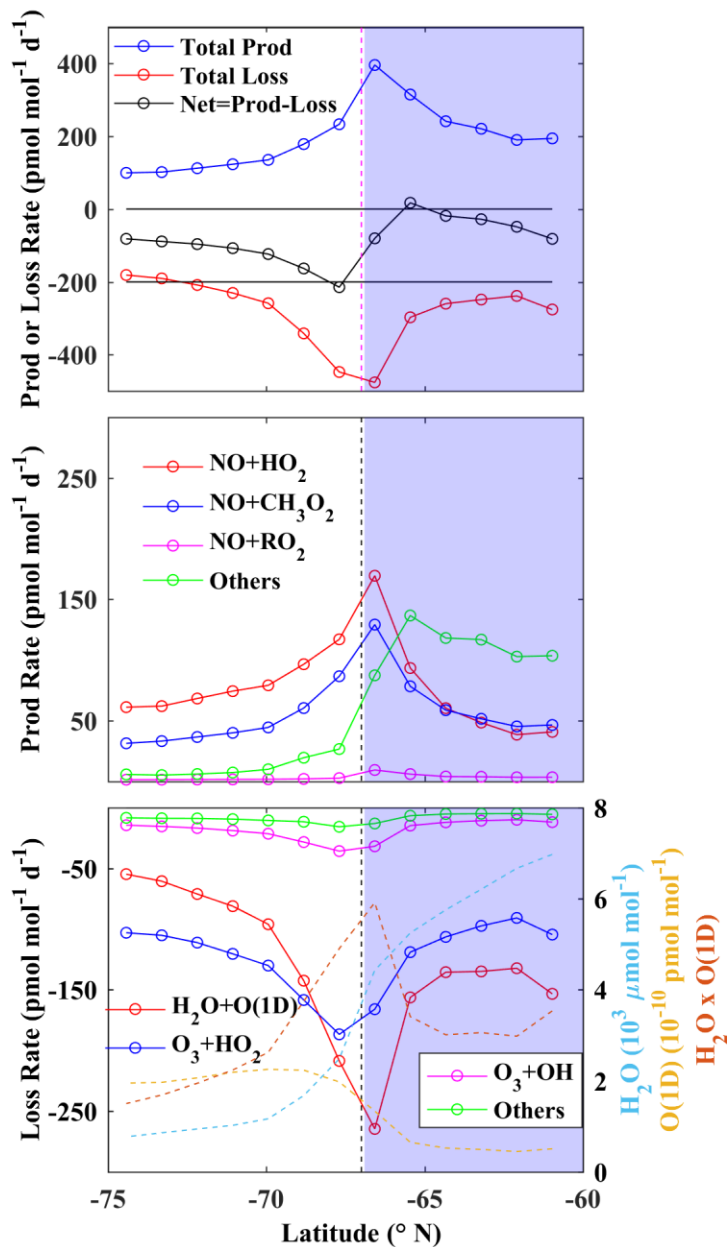 Prod or Loss Rate (pmol mol⁻¹ d⁻¹)
400
200
0
-200
-400
Total Prod
Total Loss
Net=Prod-Loss
Prod Rate (pmol mol⁻¹ d⁻¹)
250
150
50
NO+HO₂
NO+CH₃O₂
NO+RO₂
Others
Loss Rate (pmol mol⁻¹ d⁻¹)
-50
-150
-250
H₂O+O(1D)
O₃+HO₂
O₃+OH
Others
8
6
4
2
0
H₂O (10³ μmol mol⁻¹)
O(1D) (10⁻¹⁰ pmol mol⁻¹)
H₂O x O(1D)
-75
-70
-65
-60
Latitude (° N)